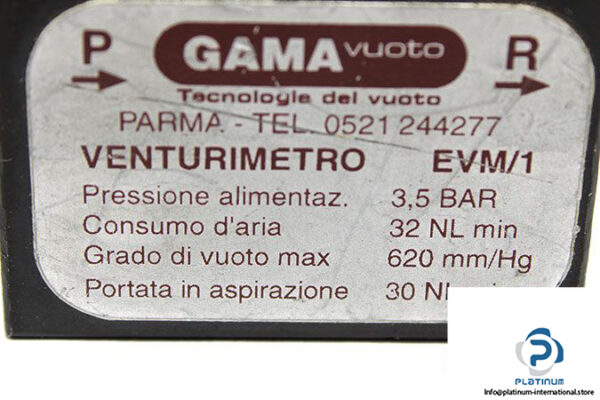 P GAMA vuoto R
Tecnologie del vuoto
PARMA - TEL. 0521 244277
VENTURIMETRO EVM/1
Pressione alimentaz. 3,5 BAR
Consumo d'aria 32 NL min
Grado di vuoto max 620 mm/Hg
Portata in aspirazione 30
PLATINUM
Info@platinum-international.store